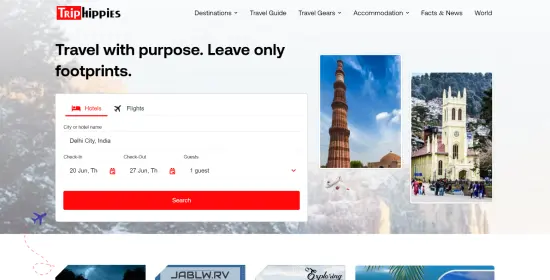 TRIPHIPPIES
Destinations Travel Guide Travel Gears Accommodation Facts & News World
Travel with purpose. Leave only
footprints.
Hotels Flights
City or hotel name
Delhi City, India
Check-In Check-Out Guests
20 Jun, Th 27 Jun, Th 1 guest
Search
JABLW.RV
Exploring